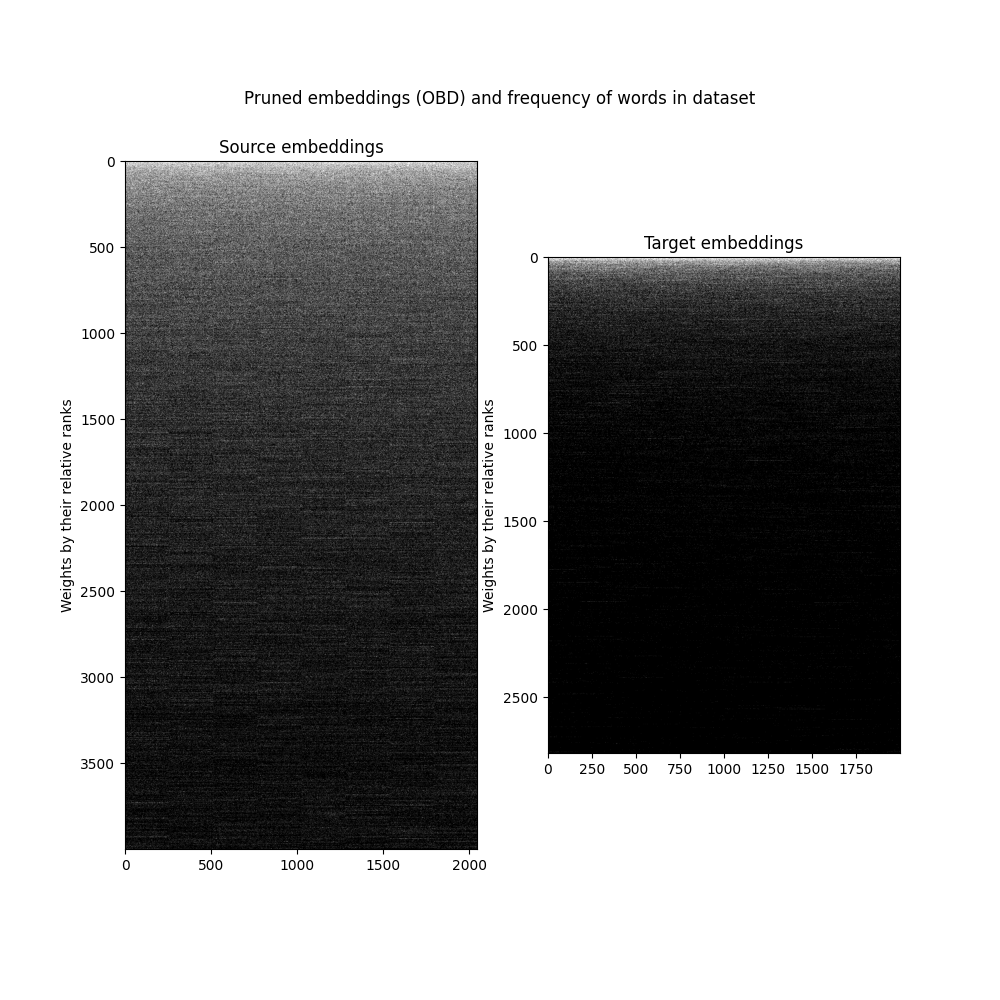 Pruned embeddings (OBD) and frequency of words in dataset
Source embeddings
0
500
1000
1500
2000
2500
3000
3500
Weights by their relative ranks
0 500 1000 1500 2000
Target embeddings
0
500
1000
1500
2000
2500
Weights by their relative ranks
0 250 500 750 1000 1250 1500 1750